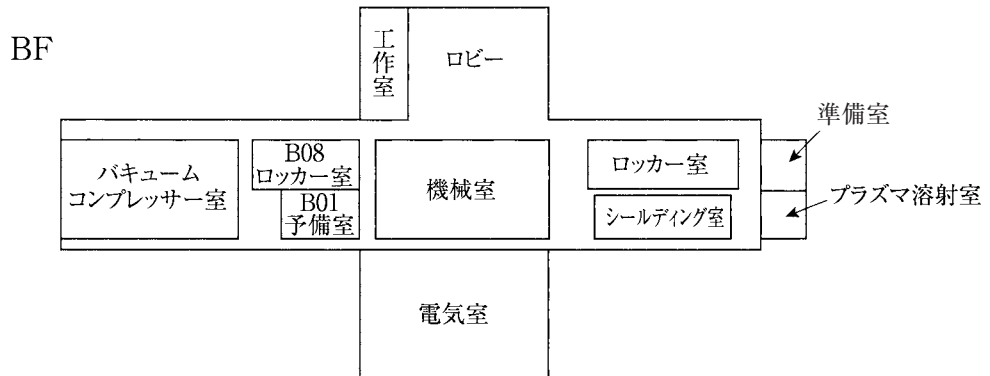 BF
工作室
ロビー
準備室
バキューム
コンプレッサー室
B08
ロッカー室
B01
予備室
機械室
ロッカー室
シールディング室
プラズマ溶射室
電気室